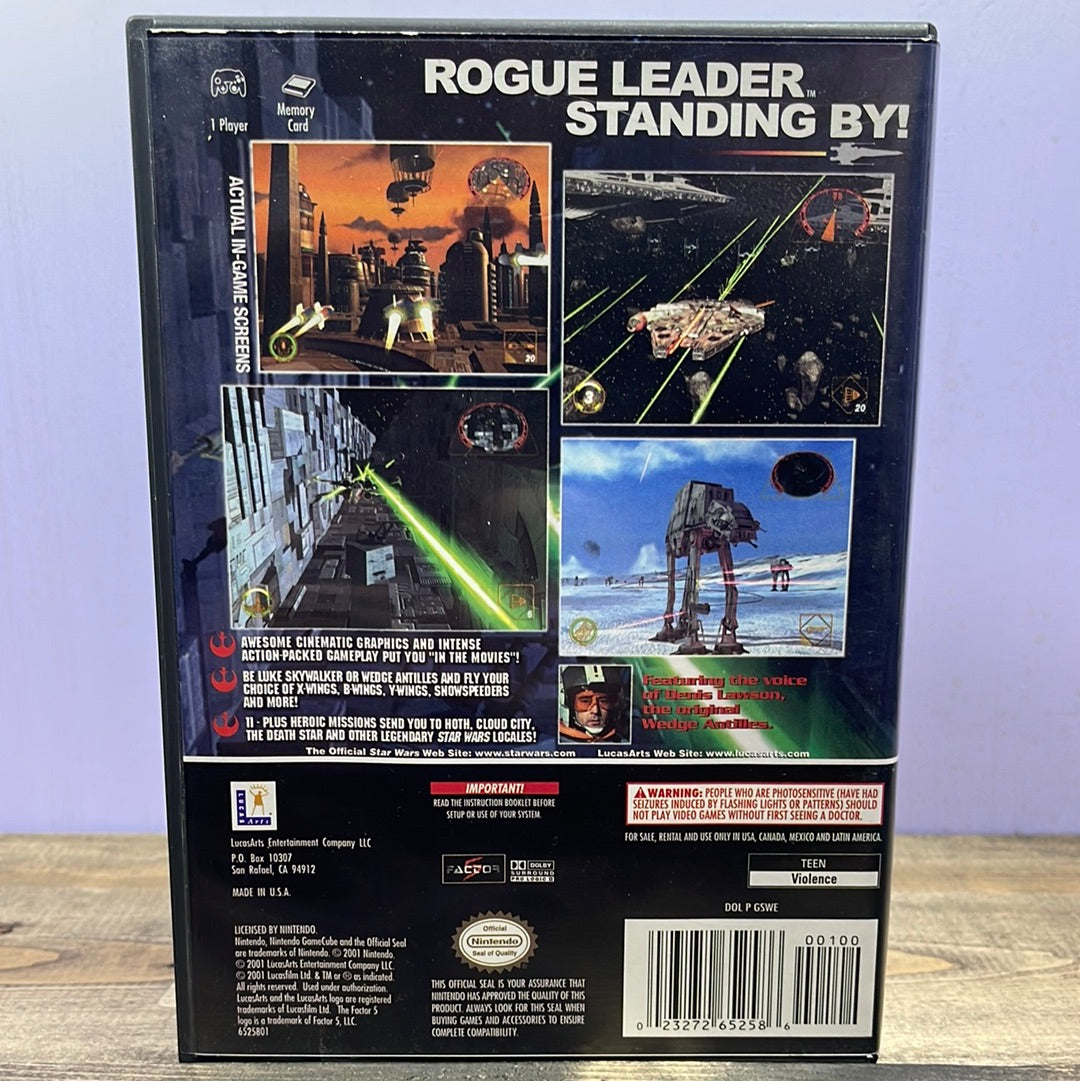 ROGUE LEADER™
STANDING BY!
1 Player
Memory
Card
ACTUAL IN-GAME SCREENS
20
3
20
6
AWESOME CINEMATIC GRAPHICS AND INTENSE
ACTION-PACKED GAMEPLAY PUT YOU "IN THE MOVIES"!
BE LUKE SKYWALKER OR WEDGE ANTILLES AND FLY YOUR
CHOICE OF X-WINGS, B-WINGS, Y-WINGS, SNOWSPEEDERS
AND MORE!
11 - PLUS HEROIC MISSIONS SEND YOU TO HOTH, CLOUD CITY,
THE DEATH STAR AND OTHER LEGENDARY STAR WARS LOCALES!
Featuring the voice
of Denis Lawson,
the original
Wedge Antilles.
The Official Star Wars Web Site: www.starwars.com
LucasArts Web Site: www.lucasarts.com
LUCAS
Arts
LucasArts Entertainment Company LLC
P.O. Box 10307
San Rafael, CA 94912
MADE IN U.S.A.
IMPORTANT!
READ THE INSTRUCTION BOOKLET BEFORE
SETUP OR USE OF YOUR SYSTEM.
FACTOR 5
DOLBY
SURROUND
PRO LOGIC II
WARNING: PEOPLE WHO ARE PHOTOSENSITIVE (HAVE HAD
SEIZURES INDUCED BY FLASHING LIGHTS OR PATTERNS) SHOULD
NOT PLAY VIDEO GAMES WITHOUT FIRST SEEING A DOCTOR.
FOR SALE, RENTAL AND USE ONLY IN USA, CANADA, MEXICO AND LATIN AMERICA.
TEEN
Violence
DOL P GSWE
LICENSED BY NINTENDO.
Nintendo, Nintendo GameCube and the Official Seal
are trademarks of Nintendo. © 2001 Nintendo.
© 2001 LucasArts Entertainment Company LLC.
© 2001 Lucasfilm Ltd. & TM or ® as indicated.
All rights reserved. Used under authorization.
LucasArts and the LucasArts logo are registered
trademarks of Lucasfilm Ltd. The Factor 5
logo is a trademark of Factor 5, LLC.
6525801
Official
Nintendo
Seal of Quality
THIS OFFICIAL SEAL IS YOUR ASSURANCE THAT
NINTENDO HAS APPROVED THE QUALITY OF THIS
PRODUCT. ALWAYS LOOK FOR THIS SEAL WHEN
BUYING GAMES AND ACCESSORIES TO ENSURE
COMPLETE COMPATIBILITY.
00100
0 23272 65258 6